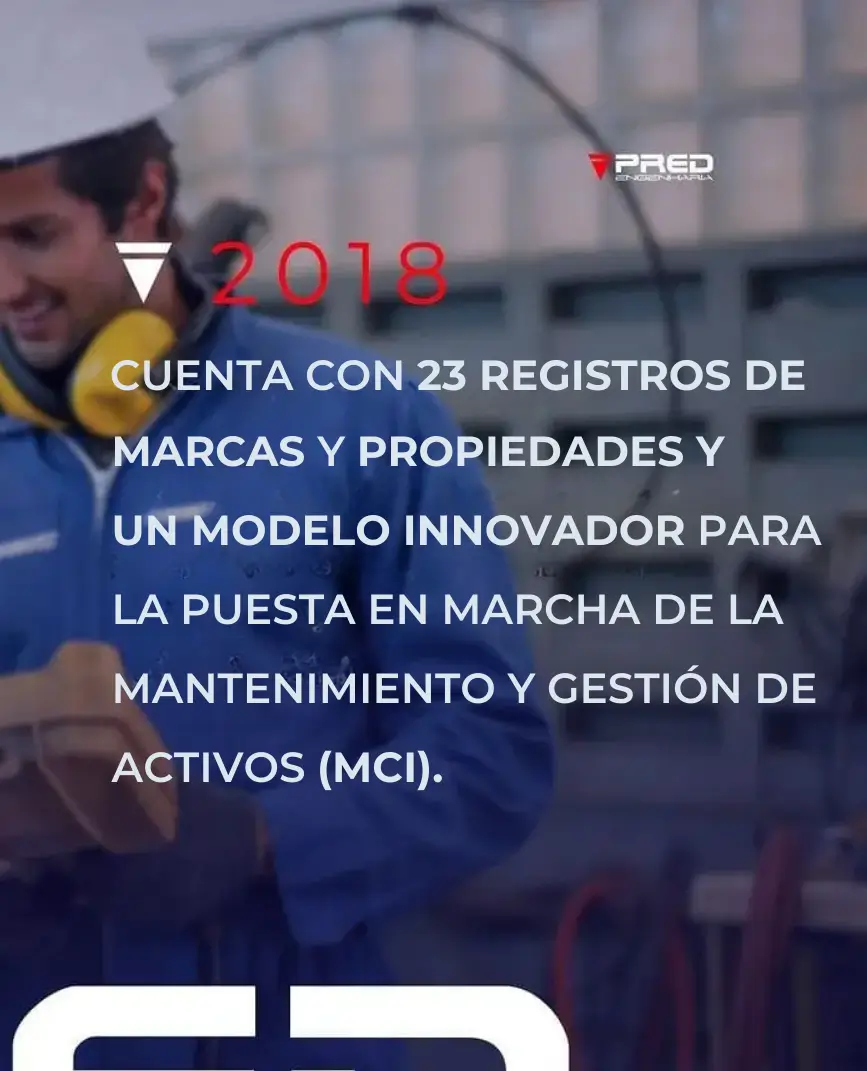 PRED
ENGENHARIA
2018
CUENTA CON 23 REGISTROS DE
MARCAS Y PROPIEDADES Y
UN MODELO INNOVADOR PARA
LA PUESTA EN MARCHA DE LA
MANTENIMIENTO Y GESTIÓN DE
ACTIVOS (MCI).